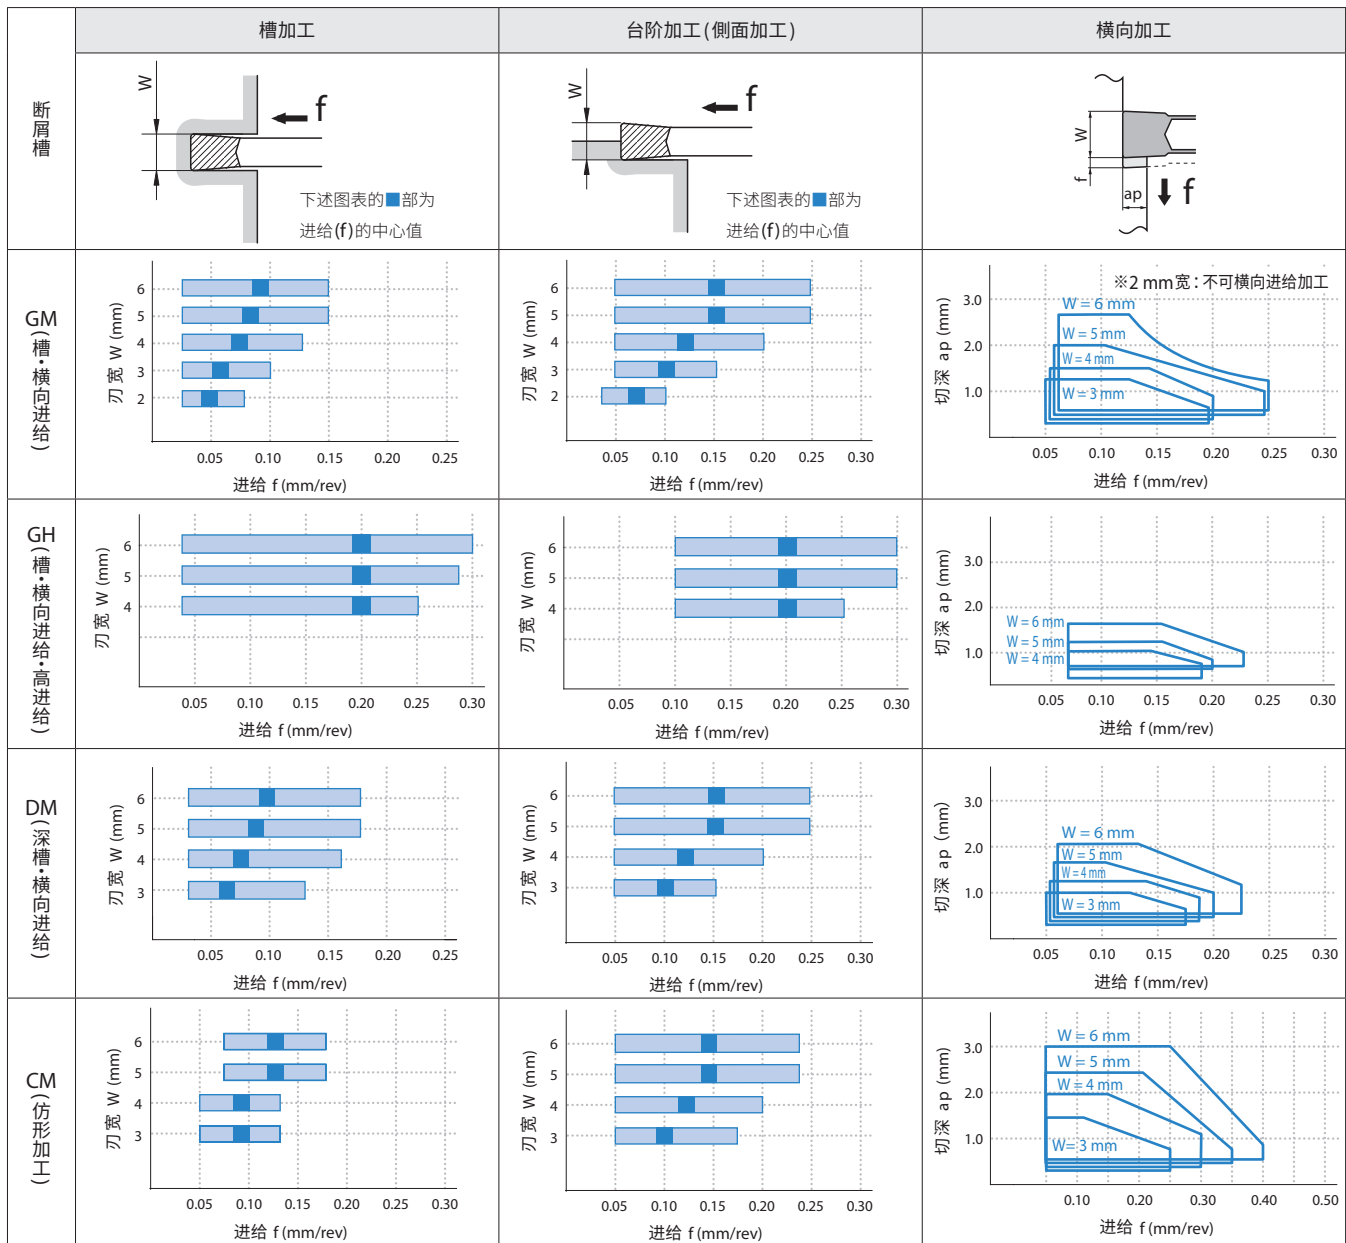 槽加工
台阶加工(側面加工)
横向加工
断屑槽
W
f
下述图表的■部为
进给(f)的中心值
W
f
下述图表的■部为
进给(f)的中心值
W
f
ap
f
GM(槽·横向进给)
刃宽 W (mm)
6
5
4
3
2
0.05 0.10 0.15 0.20 0.25
进给 f (mm/rev)
刃宽 W (mm)
6
5
4
3
2
0.05 0.10 0.15 0.20 0.25 0.30
进给 f (mm/rev)
※2 mm宽:不可横向进给加工
切深 ap (mm)
3.0
2.0
1.0
W = 6 mm
W = 5 mm
W = 4 mm
W = 3 mm
0.05 0.10 0.15 0.20 0.25 0.30
进给 f (mm/rev)
GH(槽·横向进给·高进给)
刃宽 W (mm)
6
5
4
0.05 0.10 0.15 0.20 0.25 0.30
进给 f (mm/rev)
刃宽 W (mm)
6
5
4
0.05 0.10 0.15 0.20 0.25 0.30
进给 f (mm/rev)
切深 ap (mm)
3.0
2.0
1.0
W = 6 mm
W = 5 mm
W = 4 mm
0.05 0.10 0.15 0.20 0.25 0.30
进给 f (mm/rev)
DM(深槽·横向进给)
刃宽 W (mm)
6
5
4
3
0.05 0.10 0.15 0.20 0.25
进给 f (mm/rev)
刃宽 W (mm)
6
5
4
3
0.05 0.10 0.15 0.20 0.25 0.30
进给 f (mm/rev)
切深 ap (mm)
3.0
2.0
1.0
W = 6 mm
W = 5 mm
W = 4 mm
W = 3 mm
0.05 0.10 0.15 0.20 0.25 0.30
进给 f (mm/rev)
CM(仿形加工)
刃宽 W (mm)
6
5
4
3
0.05 0.10 0.15 0.20 0.25 0.30
进给 f (mm/rev)
刃宽 W (mm)
6
5
4
3
0.05 0.10 0.15 0.20 0.25 0.30
进给 f (mm/rev)
切深 ap (mm)
3.0
2.0
1.0
W = 6 mm
W = 5 mm
W = 4 mm
W= 3 mm
0.10 0.20 0.30 0.40 0.50
进给 f (mm/rev)